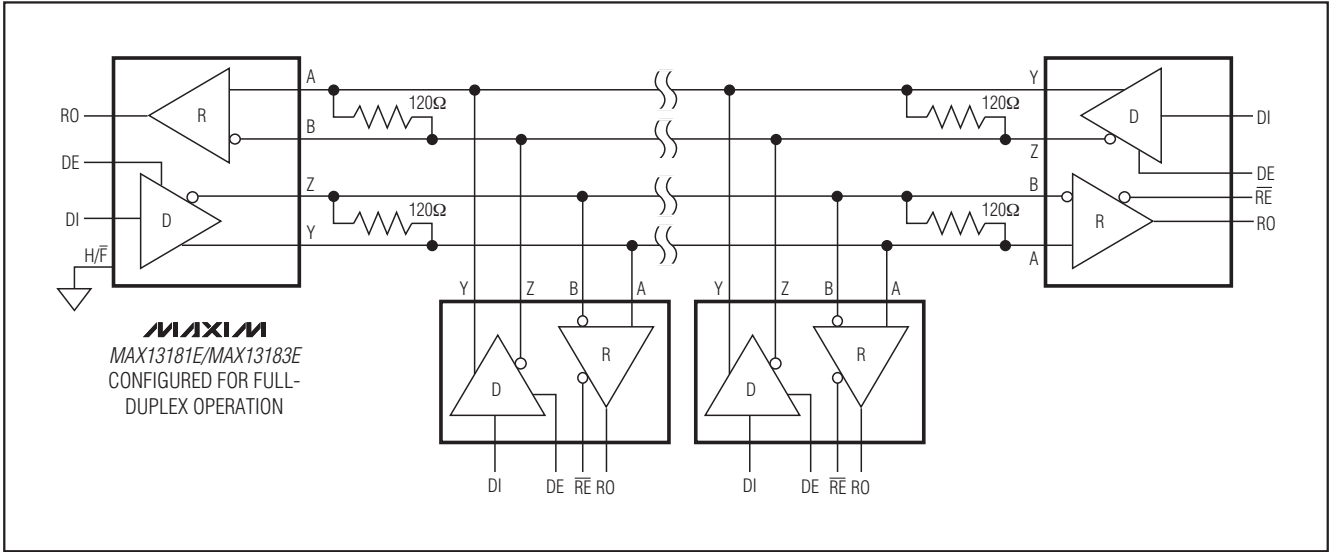 A
120Ω
120Ω
Y
RO
R
D
DI
B
Z
DE
DE
Z
B
RE̅
DI
D
120Ω
120Ω
R
RO
Y
A
H/F̅
Y
Z
B
A
Y
Z
B
A
MAXIM
MAX13181E/MAX13183E
CONFIGURED FOR FULL-
DUPLEX OPERATION
D
R
D
R
DI
DE
RE̅
RO
DI
DE
RE̅
RO